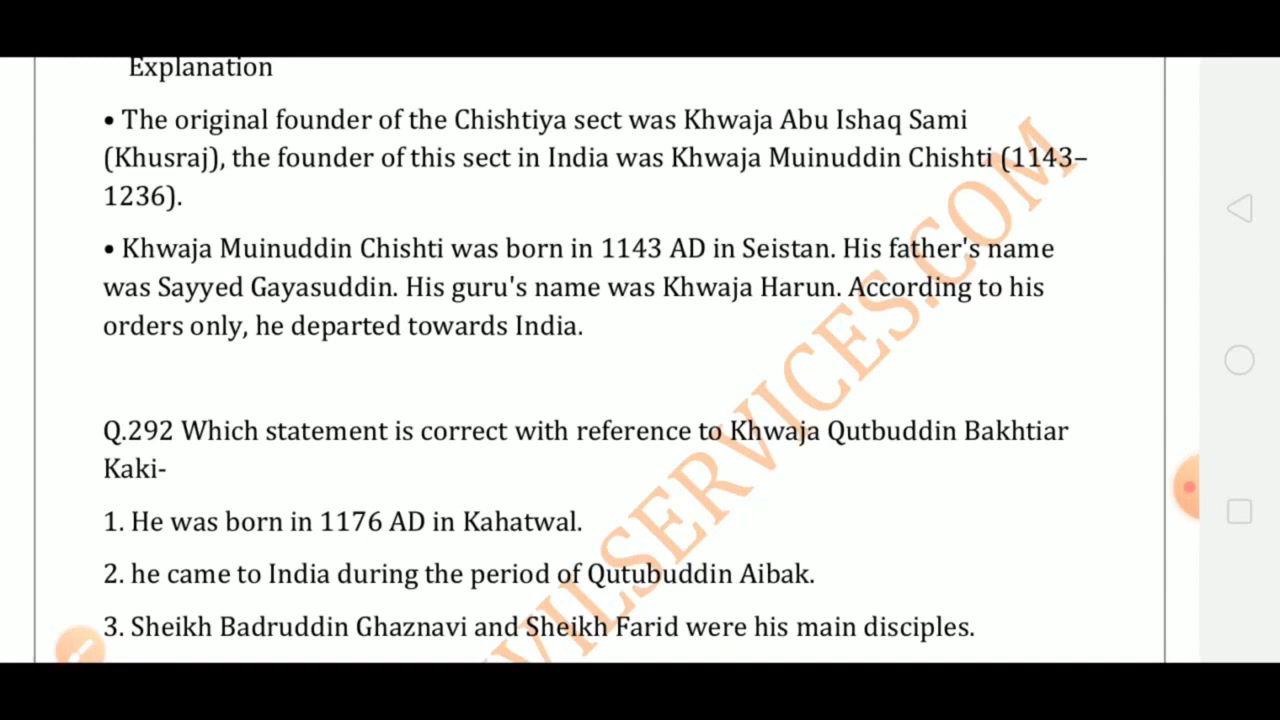 Explanation
• The original founder of the Chishtiya sect was Khwaja Abu Ishaq Sami
(Khusraj), the founder of this sect in India was Khwaja Muinuddin Chishti (1143–
1236).
• Khwaja Muinuddin Chishti was born in 1143 AD in Seistan. His father's name
was Sayyed Gayasuddin. His guru's name was Khwaja Harun. According to his
orders only, he departed towards India.
Q.292 Which statement is correct with reference to Khwaja Qutbuddin Bakhtiar
Kaki-
1. He was born in 1176 AD in Kahatwal.
2. he came to India during the period of Qutubuddin Aibak.
3. Sheikh Badruddin Ghaznavi and Sheikh Farid were his main disciples.
VILSERVICES.COM